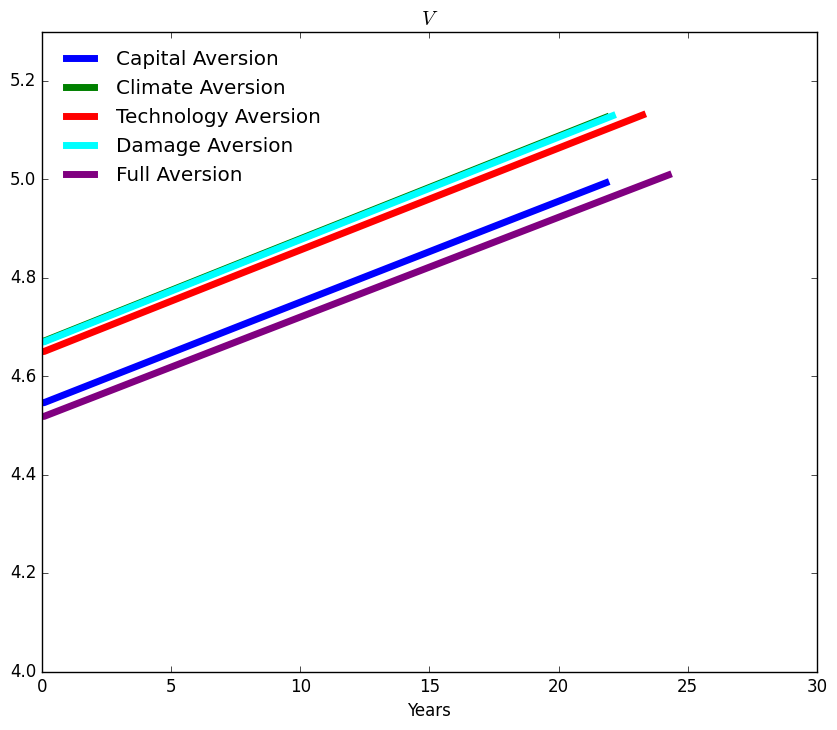 V
5.2
5.0
4.8
4.6
4.4
4.2
4.0
Capital Aversion
Climate Aversion
Technology Aversion
Damage Aversion
Full Aversion
0 5 10 15 20 25 30
Years